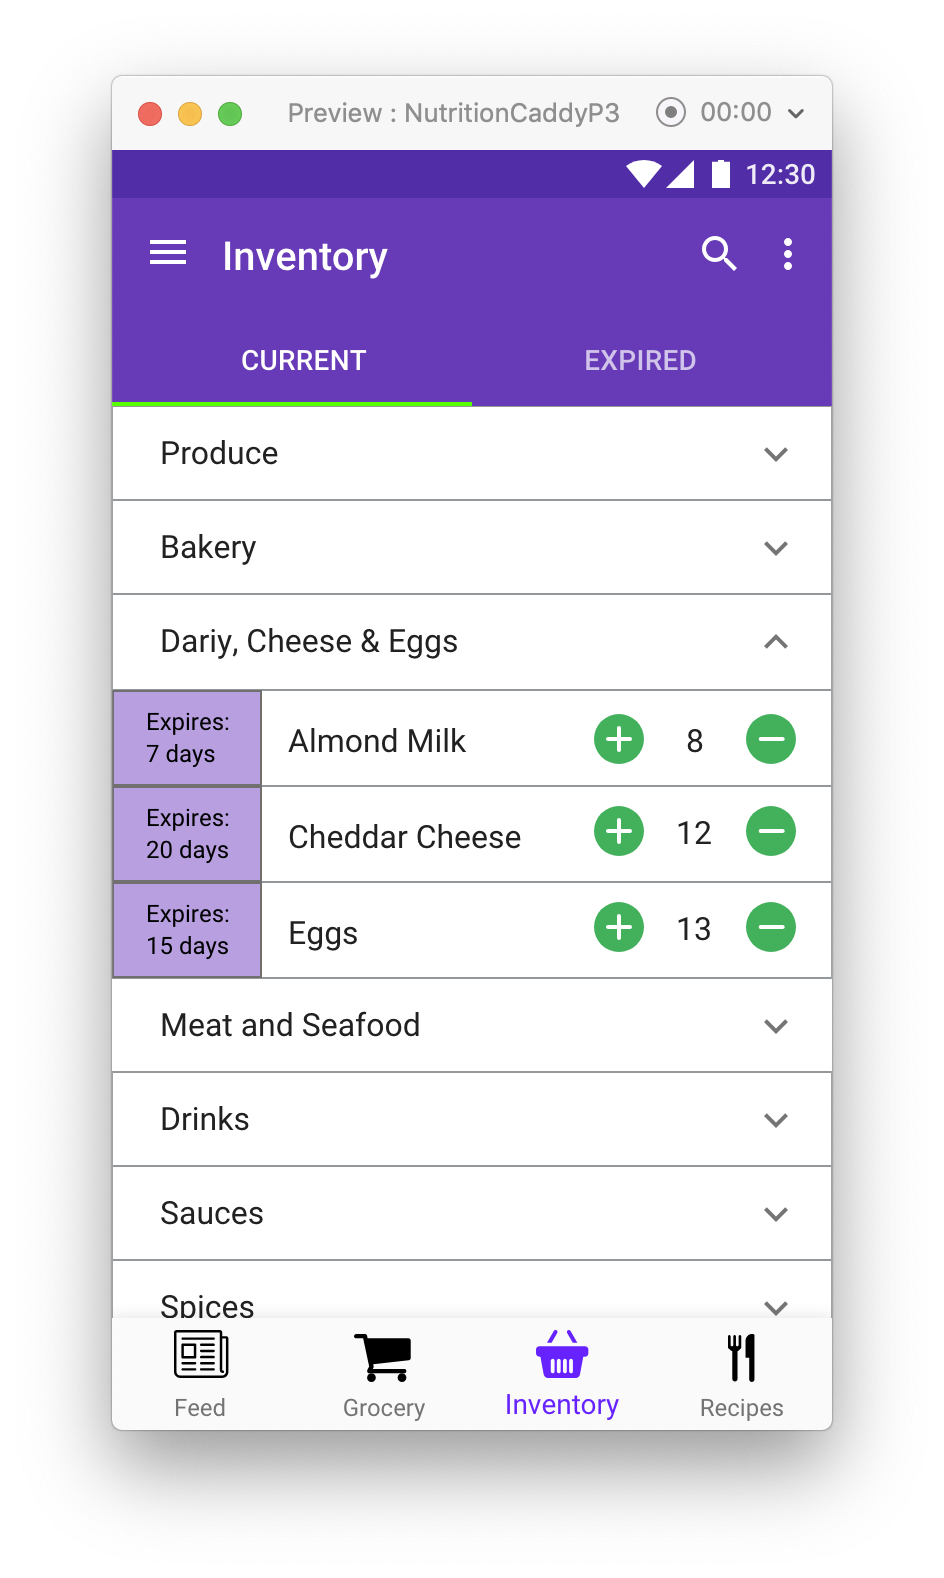 Preview : NutritionCaddyP3 00:00
12:30
Inventory
CURRENT EXPIRED
Produce
Bakery
Dariy, Cheese & Eggs
Expires:
7 days
Almond Milk 8
Expires:
20 days
Cheddar Cheese 12
Expires:
15 days
Eggs 13
Meat and Seafood
Drinks
Sauces
Spices
Feed Grocery Inventory Recipes